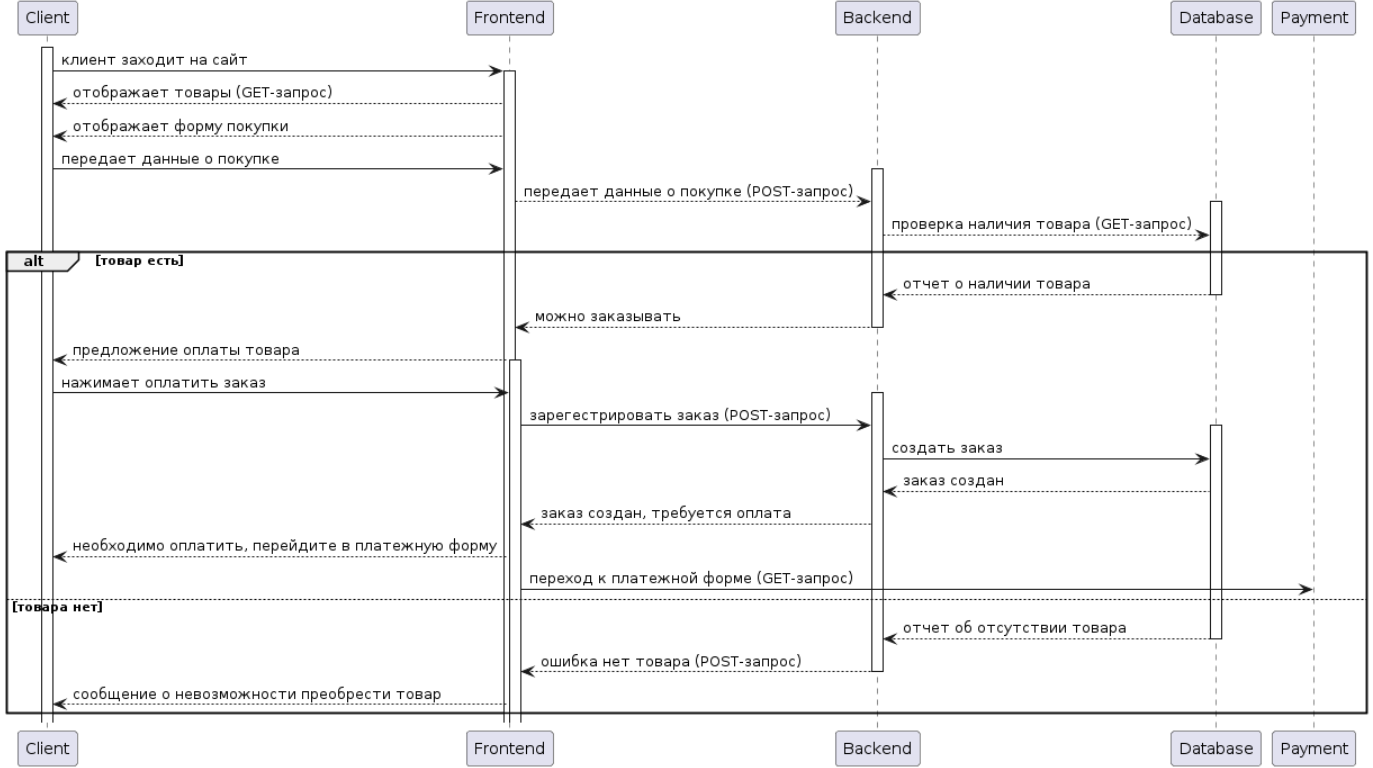 Client Frontend Backend Database Payment
клиент заходит на сайт
отображает товары (GET-запрос)
отображает форму покупки
передает данные о покупке
передает данные о покупке (POST-запрос)
проверка наличия товара (GET-запрос)
alt [товар есть]
отчет о наличии товара
можно заказывать
предложение оплаты товара
нажимает оплатить заказ
зарегестрировать заказ (POST-запрос)
создать заказ
заказ создан
заказ создан, требуется оплата
необходимо оплатить, перейдите в платежную форму
переход к платежной форме (GET-запрос)
[товара нет]
отчет об отсутствии товара
ошибка нет товара (POST-запрос)
сообщение о невозможности преобрести товар
Client Frontend Backend Database Payment